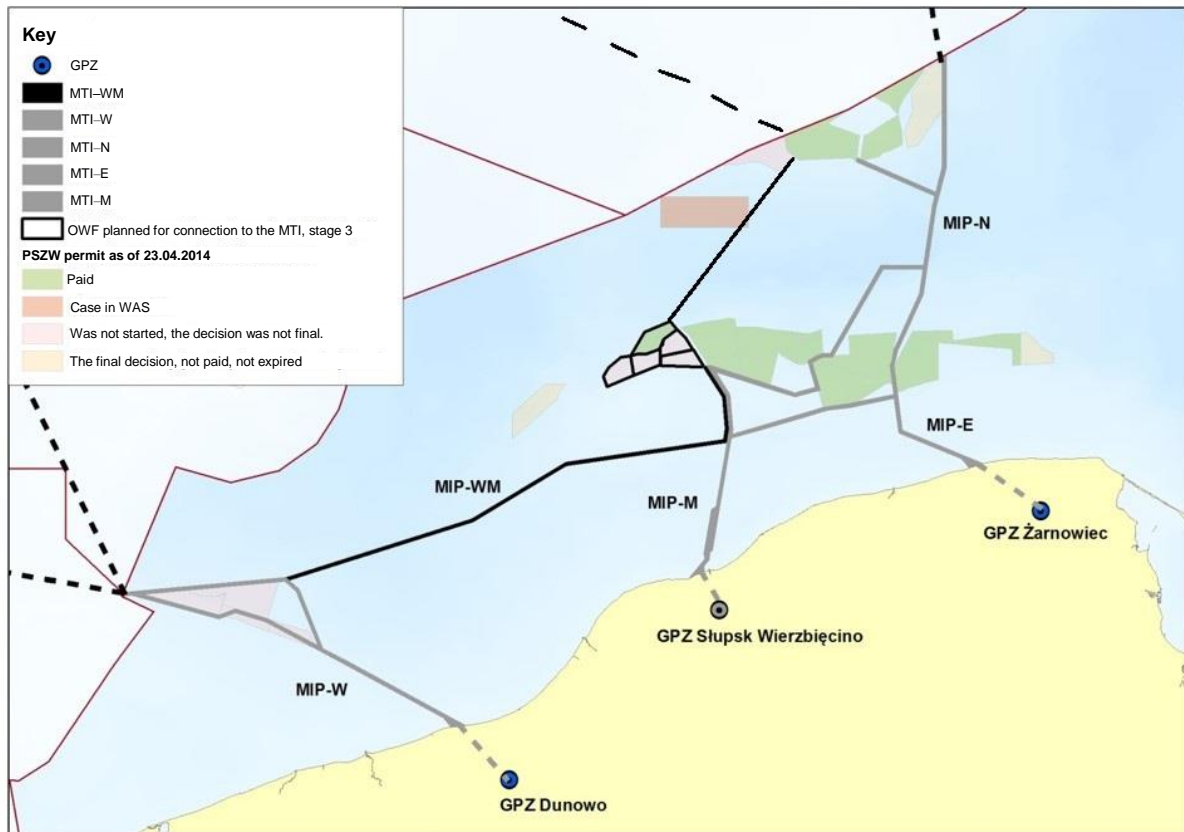 Key
GPZ
MTI–WM
MTI–W
MTI–N
MTI–E
MTI–M
OWF planned for connection to the MTI, stage 3
PSZW permit as of 23.04.2014
Paid
Case in WAS
Was not started, the decision was not final.
The final decision, not paid, not expired
MIP-N
MIP-E
MIP-WM
MIP-M
GPZ Żarnowiec
GPZ Słupsk Wierzbięcino
MIP-W
GPZ Dunowo